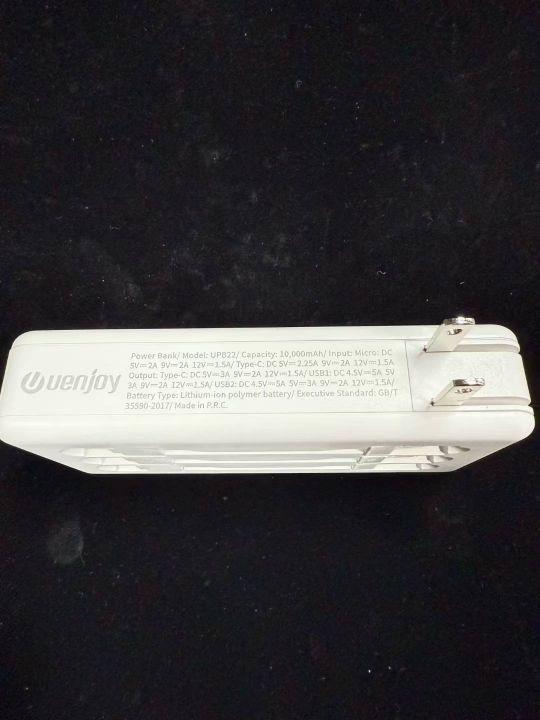 uenjoy
Power Bank/ Model: UPB22/ Capacity: 10,000mAh/ Input: Micro: DC
5V⎓2A 9V⎓2A 12V⎓1.5A/ Type-C: DC 5V⎓2.25A 9V⎓2A 12V⎓1.5A
Output: Type-C: DC 5V⎓3A 9V⎓2A 12V⎓1.5A/ USB1: DC 4.5V⎓5A 5V
3A 9V⎓2A 12V⎓1.5A/ USB2: DC 4.5V⎓5A 5V⎓3A 9V⎓2A 12V⎓1.5A/
Battery Type: Lithium-ion polymer battery/ Executive Standard: GB/T
35590-2017/ Made in P.R.C.